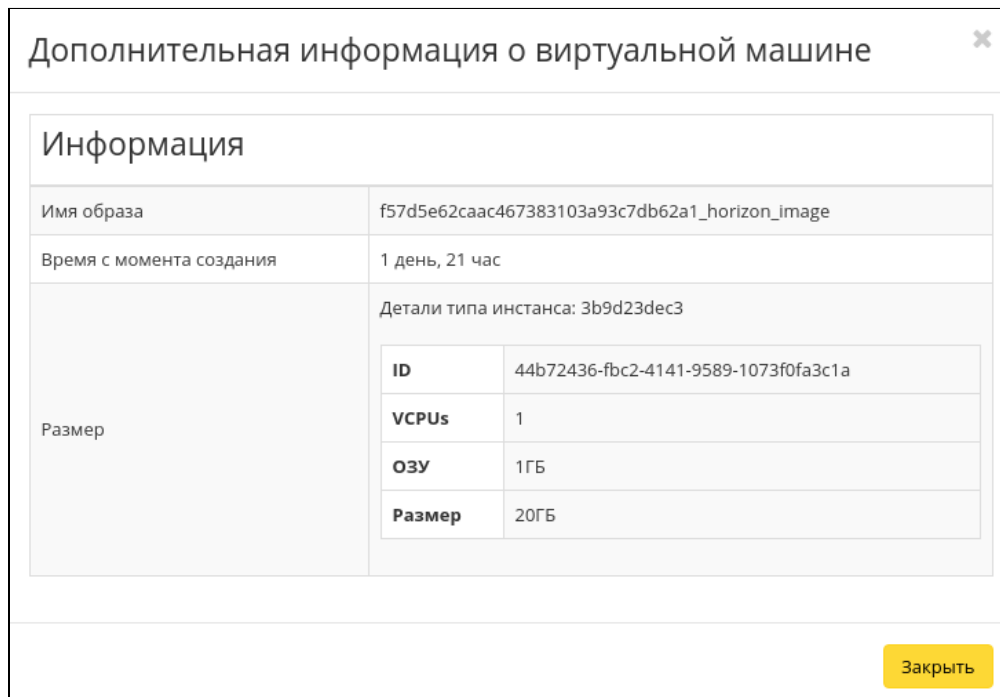 Дополнительная информация о виртуальной машине
Информация
Имя образа f57d5e62caac467383103a93c7db62a1_horizon_image
Время с момента создания 1 день, 21 час
Детали типа инстанса: 3b9d23dec3
ID 44b72436-fbc2-4141-9589-1073f0fa3c1a
VCPUs 1
Размер
ОЗУ 1ГБ
Размер 20ГБ
Закрыть